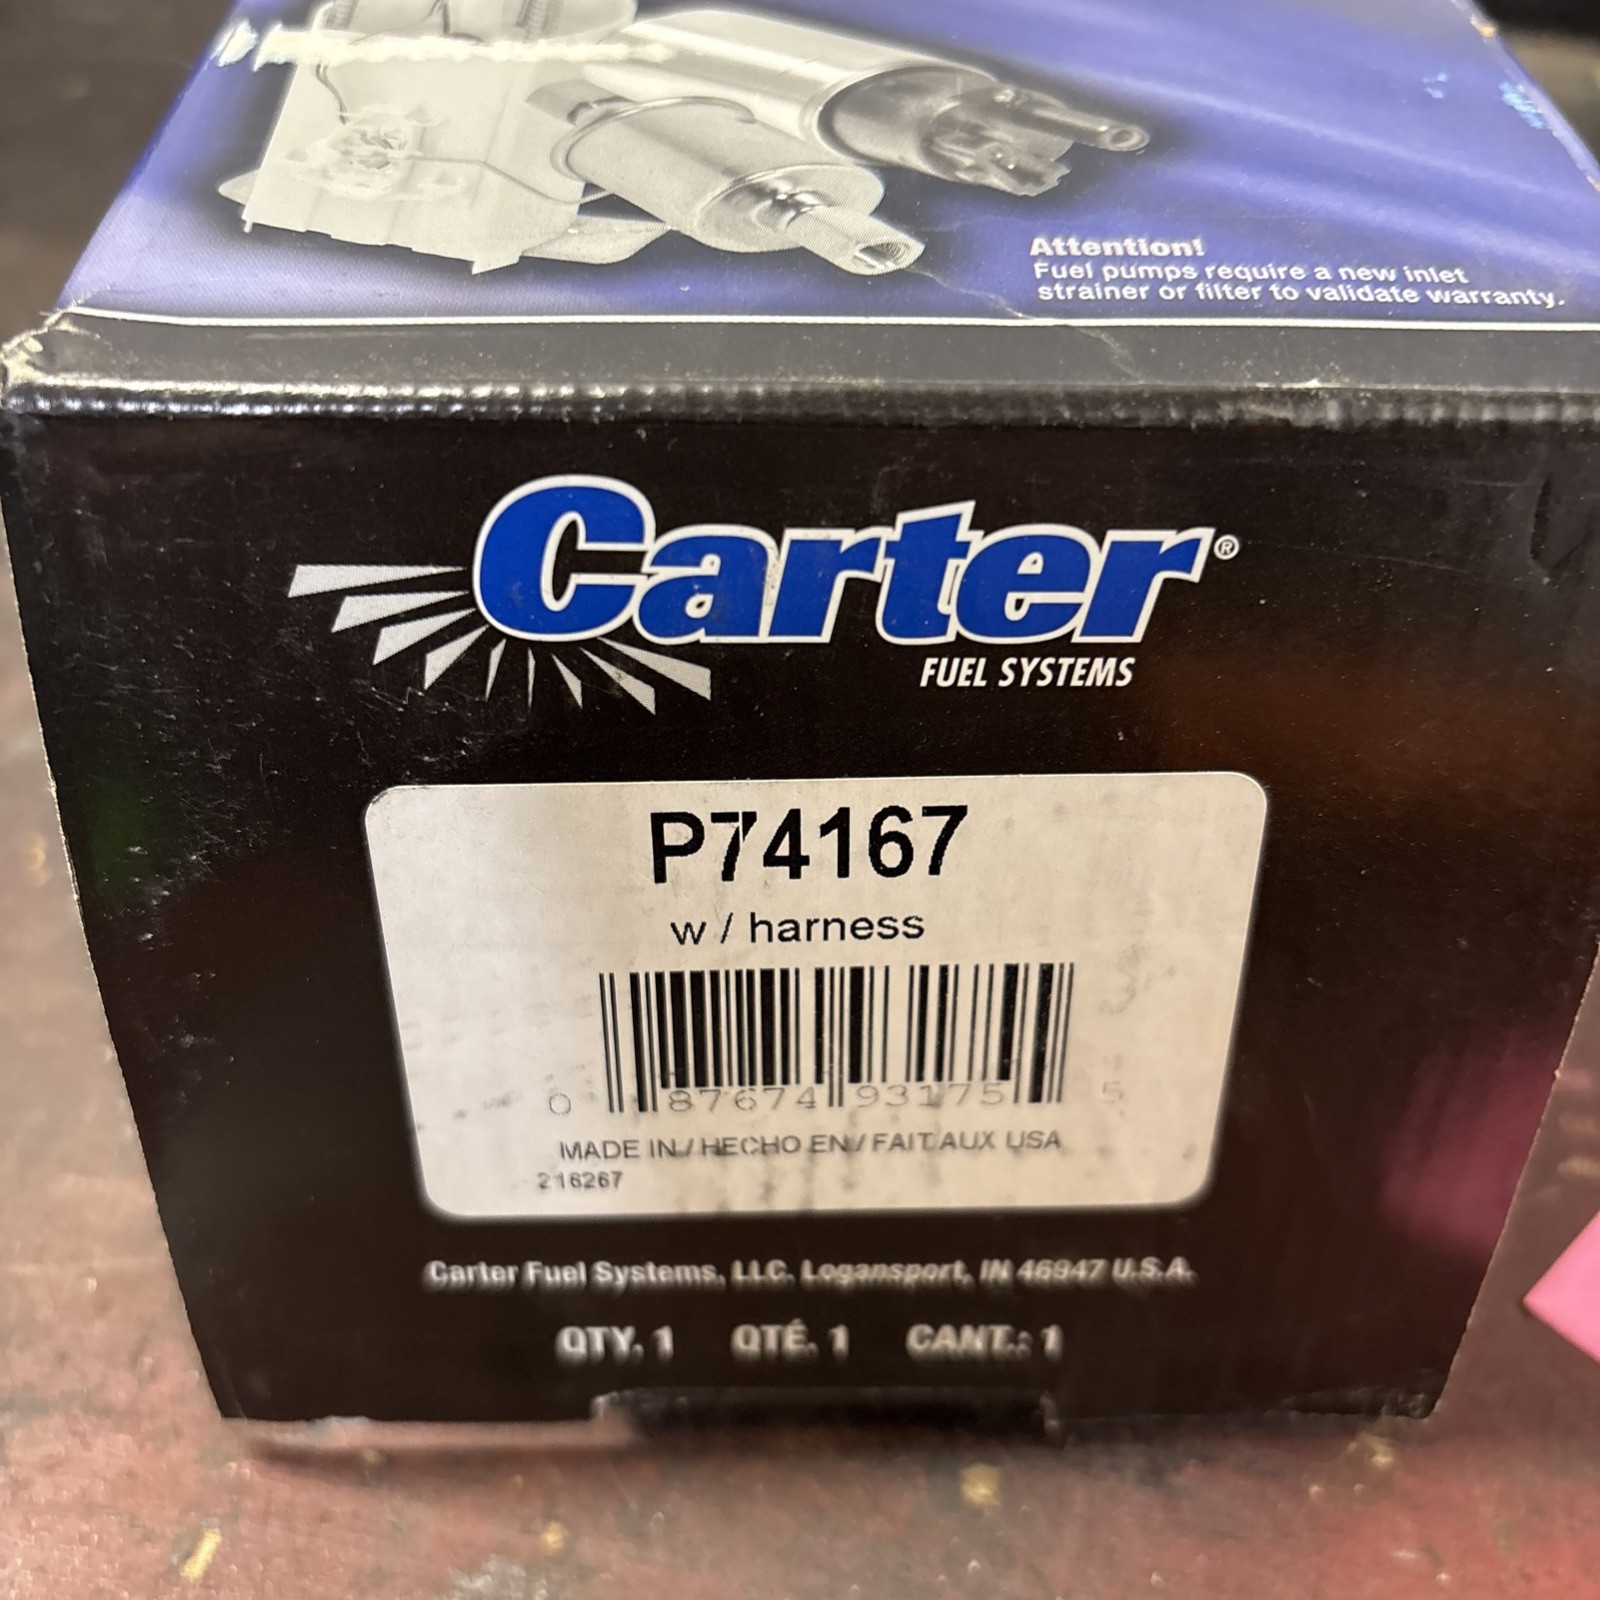 Attention!
Fuel pumps require a new inlet
strainer or filter to validate warranty.
Carter®
FUEL SYSTEMS
P74167
w / harness
0 87674 93175 5
MADE IN / HECHO EN / FAIT AUX USA
216267
Carter Fuel Systems, LLC. Logansport, IN 46947 U.S.A.
QTY. 1 QTÉ. 1 CANT.: 1